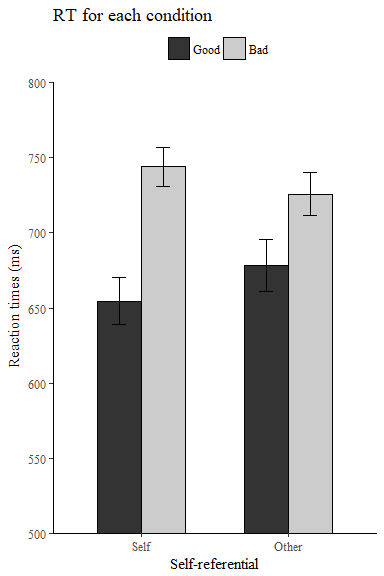 RT for each condition
Good Bad
Reaction times (ms)
800
750
700
650
600
550
500
Self Other
Self-referential